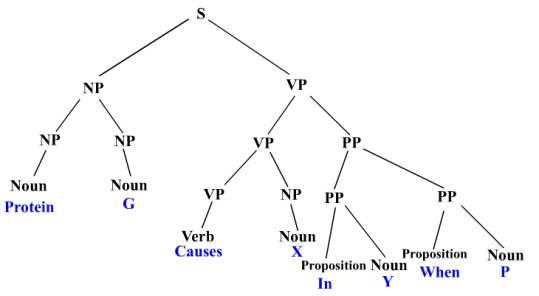 S
NP VP
NP NP VP PP
Noun Noun VP NP PP PP
Protein G
Verb Noun Proposition Noun Proposition Noun
Causes X In Y When P